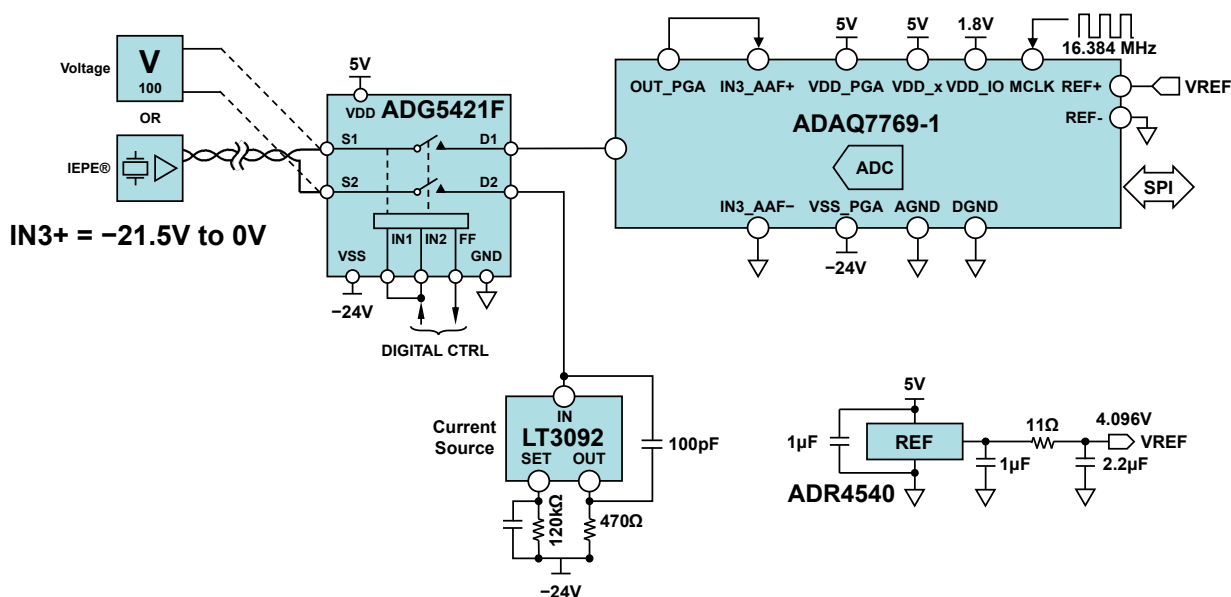 Voltage
V
100
OR
IEPE®
IN3+ = −21.5V to 0V
5V
VDD
ADG5421F
S1
D1
S2
D2
IN1
IN2
FF
VSS
GND
−24V
DIGITAL CTRL
5V
5V
1.8V
16.384 MHz
OUT_PGA
IN3_AAF+
VDD_PGA
VDD_x
VDD_IO
MCLK
REF+
VREF
REF-
ADAQ7769-1
ADC
SPI
IN3_AAF−
VSS_PGA
AGND
DGND
−24V
Current
Source
IN
LT3092
SET
OUT
100pF
120kΩ
470Ω
−24V
5V
1µF
REF
ADR4540
1µF
11Ω
4.096V
VREF
2.2µF